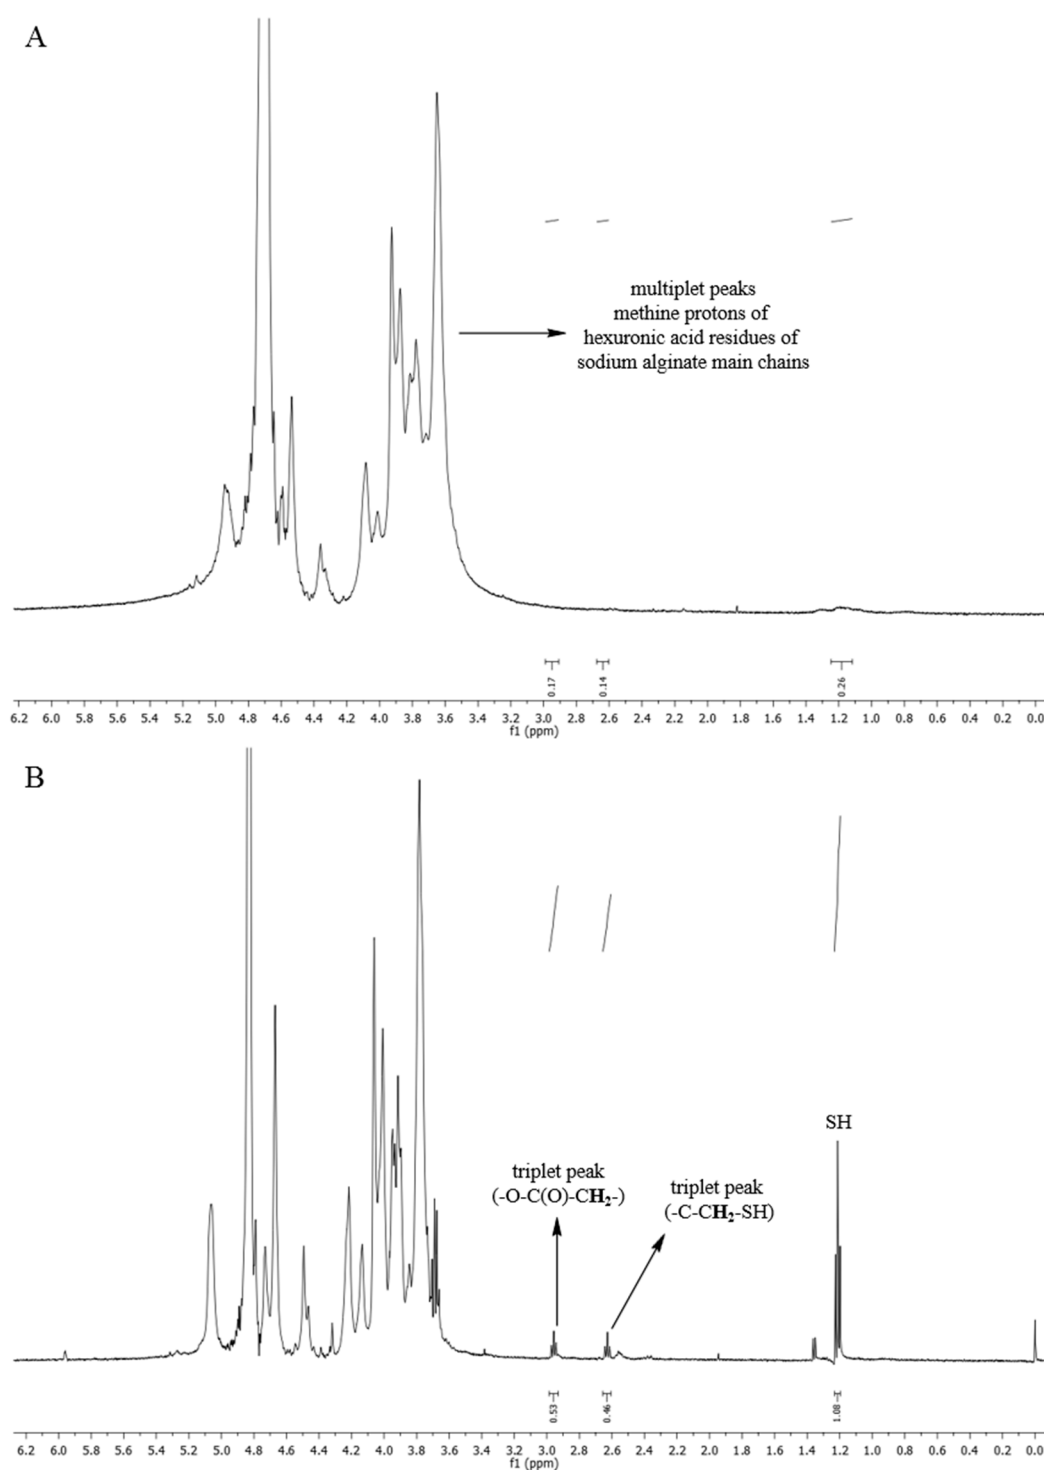 A
multiplet peaks
methine protons of
hexuronic acid residues of
sodium alginate main chains
0.17
0.14
0.26
6.2 6.0 5.8 5.6 5.4 5.2 5.0 4.8 4.6 4.4 4.2 4.0 3.8 3.6 3.4 3.2 3.0 2.8 2.6 2.4 2.2 2.0 1.8 1.6 1.4 1.2 1.0 0.8 0.6 0.4 0.2 0.0
f1 (ppm)
B
SH
triplet peak
(-O-C(O)-CH2-)
triplet peak
(-C-CH2-SH)
0.53
0.46
1.08
6.2 6.0 5.8 5.6 5.4 5.2 5.0 4.8 4.6 4.4 4.2 4.0 3.8 3.6 3.4 3.2 3.0 2.8 2.6 2.4 2.2 2.0 1.8 1.6 1.4 1.2 1.0 0.8 0.6 0.4 0.2 0.0
f1 (ppm)